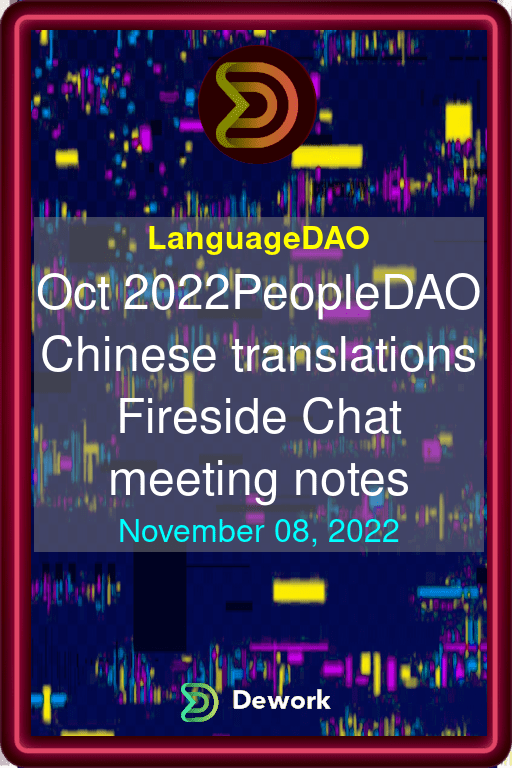 LanguageDAO
Oct 2022PeopleDAO
Chinese translations
Fireside Chat
meeting notes
November 08, 2022
Dework